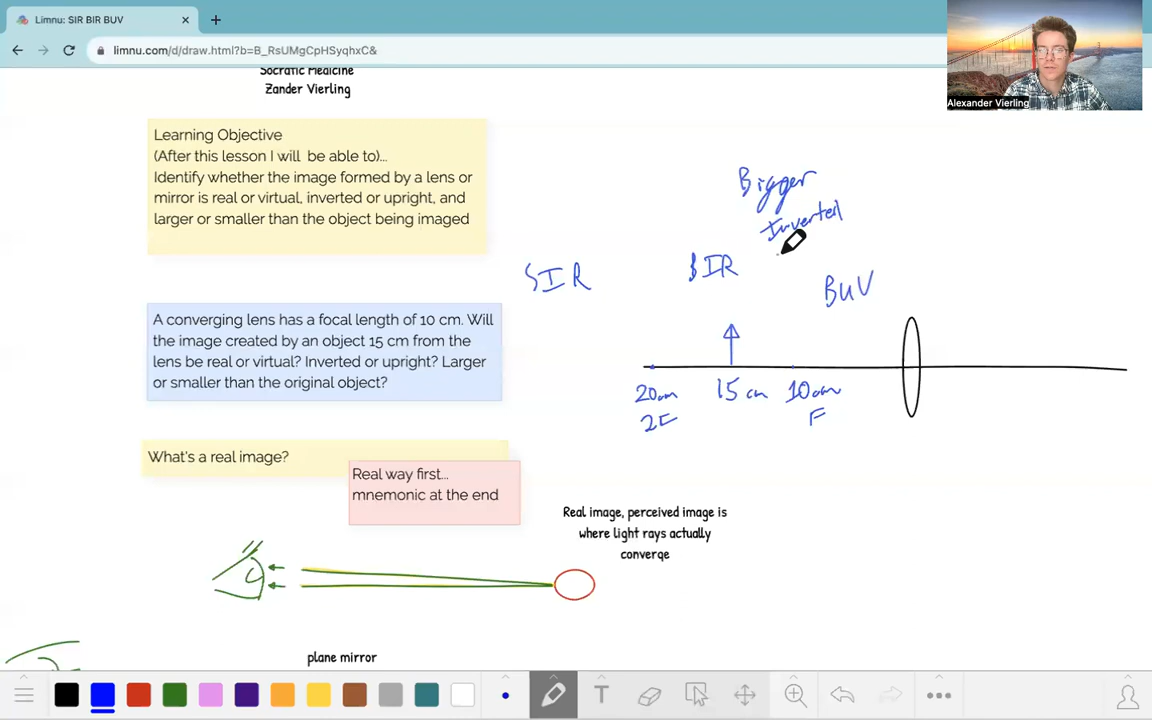 Limnu: SIR BIR BUV
limnu.com/d/draw.html?b=B_RsUMgCpHSyqhxC&
Alexander Vierling
Socratic Medicine
Zander Vierling
Learning Objective
(After this lesson I will be able to)...
Identify whether the image formed by a lens or
mirror is real or virtual, inverted or upright, and
larger or smaller than the object being imaged
Bigger
Inverted
SIR
BIR
BUV
A converging lens has a focal length of 10 cm. Will
the image created by an object 15 cm from the
lens be real or virtual? Inverted or upright? Larger
or smaller than the original object?
20cm
15 cm
10cm
2F
F
What's a real image?
Real way first...
mnemonic at the end
Real image, perceived image is
where light rays actually
converge
plane mirror
T